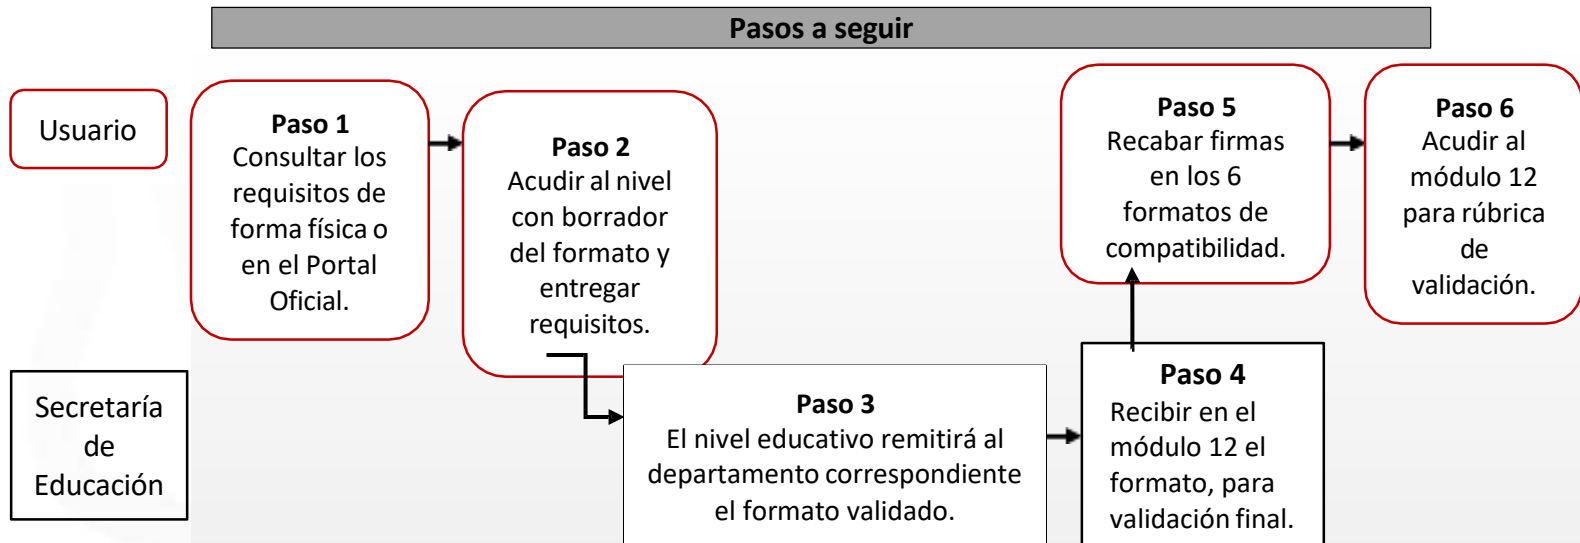 Pasos a seguir
Usuario
Paso 1
Consultar los
requisitos de
forma física o
en el Portal
Oficial.
Paso 2
Acudir al nivel
con borrador
del formato y
entregar
requisitos.
Paso 5
Recabar firmas
en los 6
formatos de
compatibilidad.
Paso 6
Acudir al
módulo 12
para rúbrica
de
validación.
Secretaría
de
Educación
Paso 3
El nivel educativo remitirá al
departamento correspondiente
el formato validado.
Paso 4
Recibir en el
módulo 12 el
formato, para
validación final.